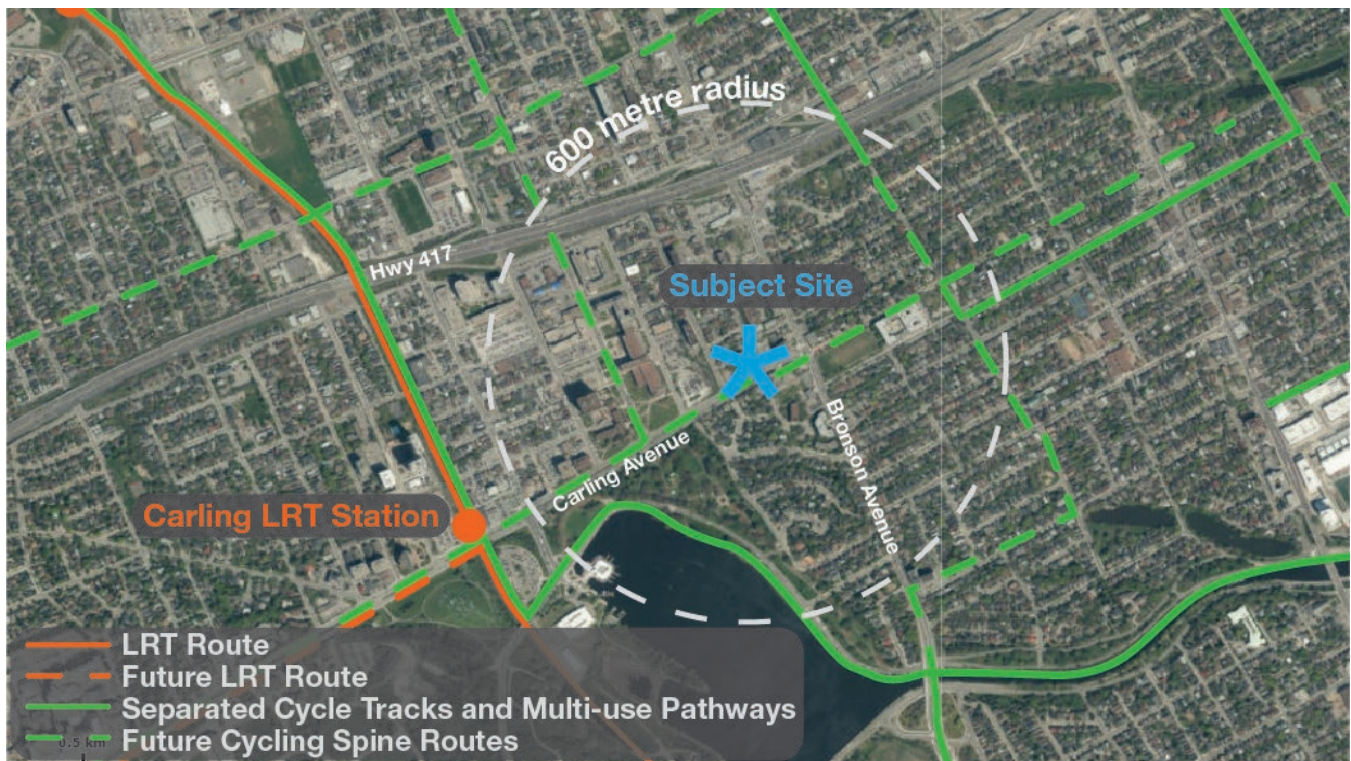 600 metre radius
Hwy 417
Subject Site
Bronson Avenue
Carling Avenue
Carling LRT Station
LRT Route
Future LRT Route
Separated Cycle Tracks and Multi-use Pathways
Future Cycling Spine Routes
0.5 km